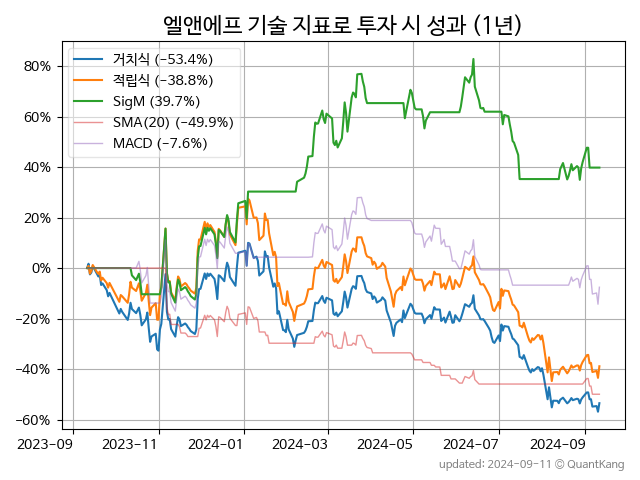 엘앤에프 기술 지표로 투자 시 성과 (1년)
거치식 (-53.4%)
적립식 (-38.8%)
SigM (39.7%)
SMA(20) (-49.9%)
MACD (-7.6%)
80%
60%
40%
20%
0%
-20%
-40%
-60%
2023-09 2023-11 2024-01 2024-03 2024-05 2024-07 2024-09
updated: 2024-09-11 © QuantKang